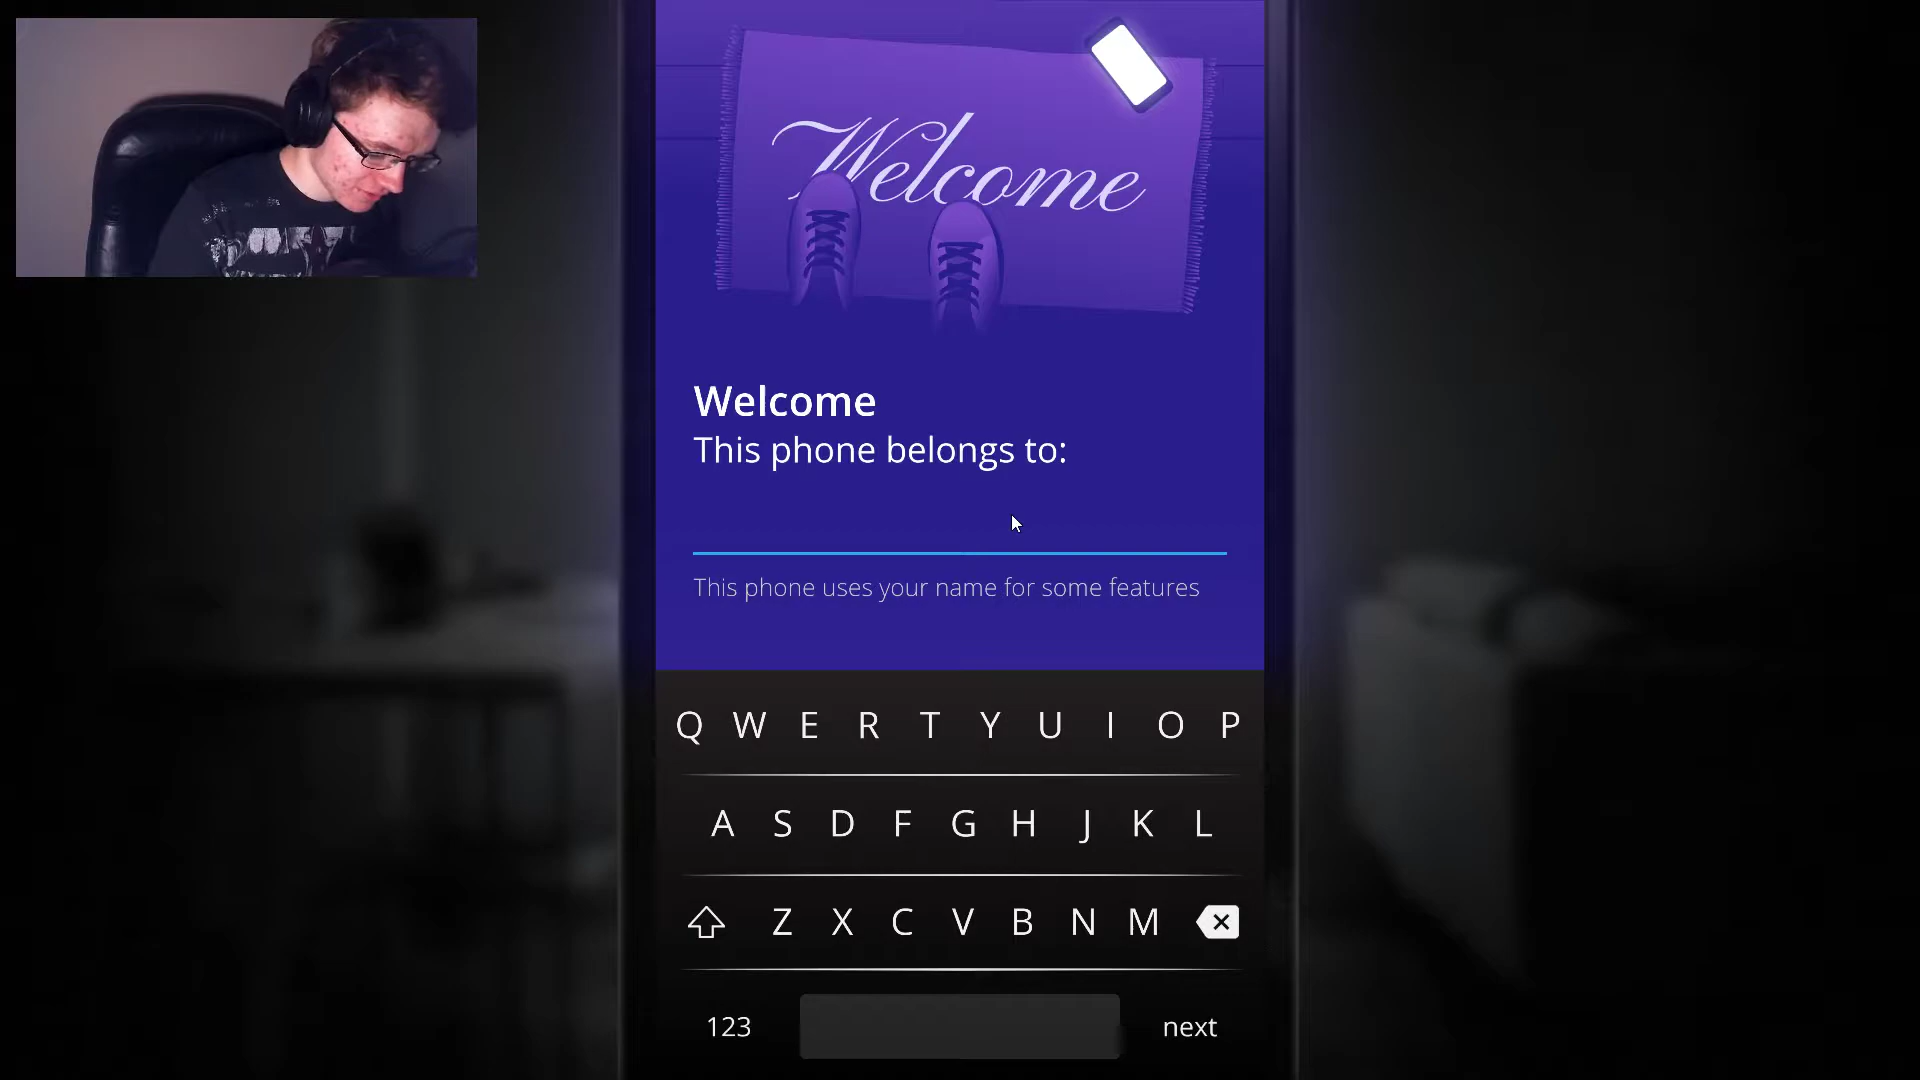 Welcome
Welcome
This phone belongs to:
This phone uses your name for some features
Q W E R T Y U I O P
A S D F G H J K L
Z X C V B N M
123 next